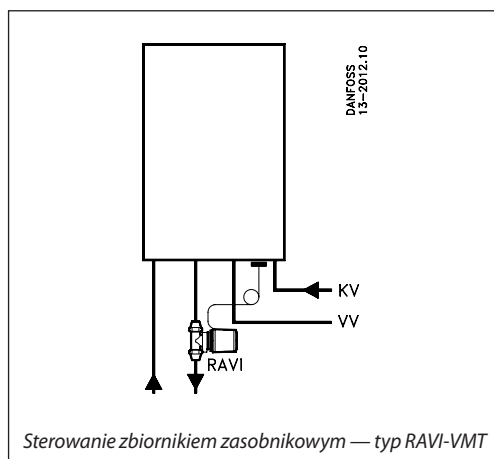 DANFOSS
13-2012.10
KV
VV
RAVI
Sterowanie zbiornikiem zasobnikowym — typ RAVI-VMT